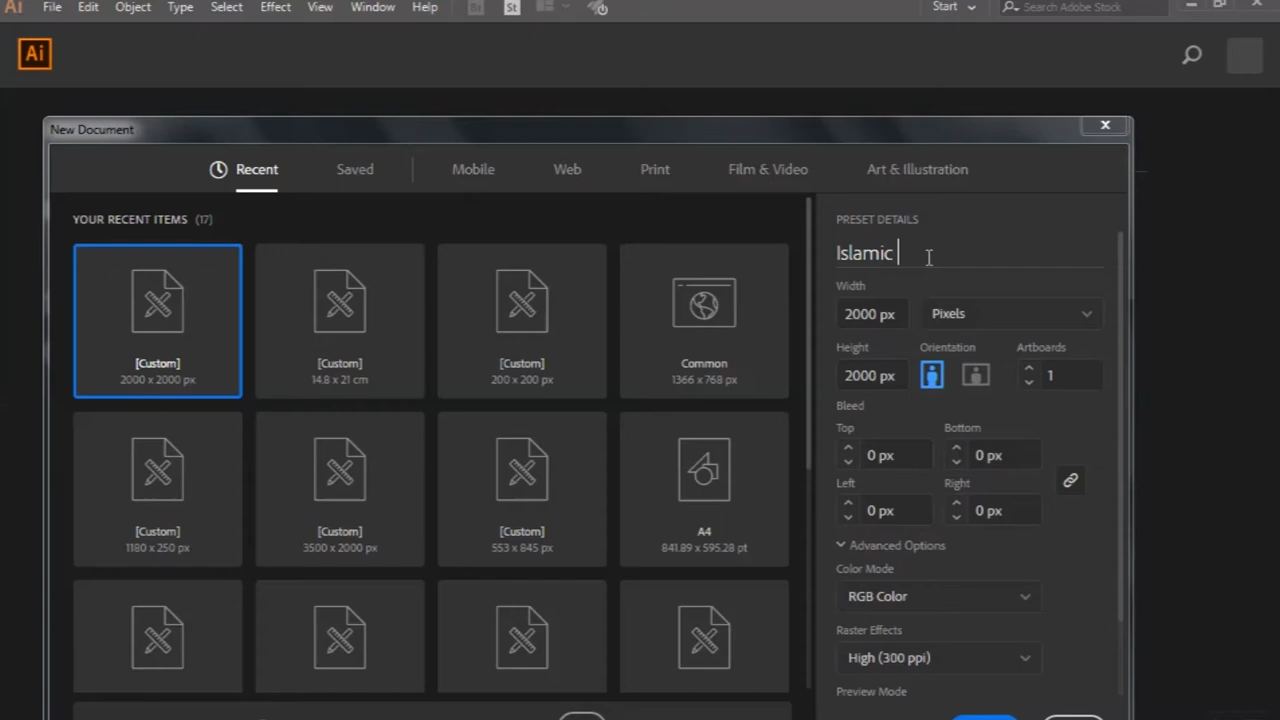 Ai File Edit Object Type Select Effect View Window Help Br St Start Search Adobe Stock
Ai
New Document
Recent Saved Mobile Web Print Film & Video Art & Illustration
YOUR RECENT ITEMS (17)
[Custom]
2000 x 2000 px
[Custom]
14.8 x 21 cm
[Custom]
200 x 200 px
Common
1366 x 768 px
[Custom]
1180 x 250 px
[Custom]
3500 x 2000 px
[Custom]
553 x 845 px
A4
841.89 x 595.28 pt
PRESET DETAILS
Islamic
Width
2000 px Pixels
Height Orientation Artboards
2000 px 1
Bleed
Top Bottom
0 px 0 px
Left Right
0 px 0 px
Advanced Options
Color Mode
RGB Color
Raster Effects
High (300 ppi)
Preview Mode